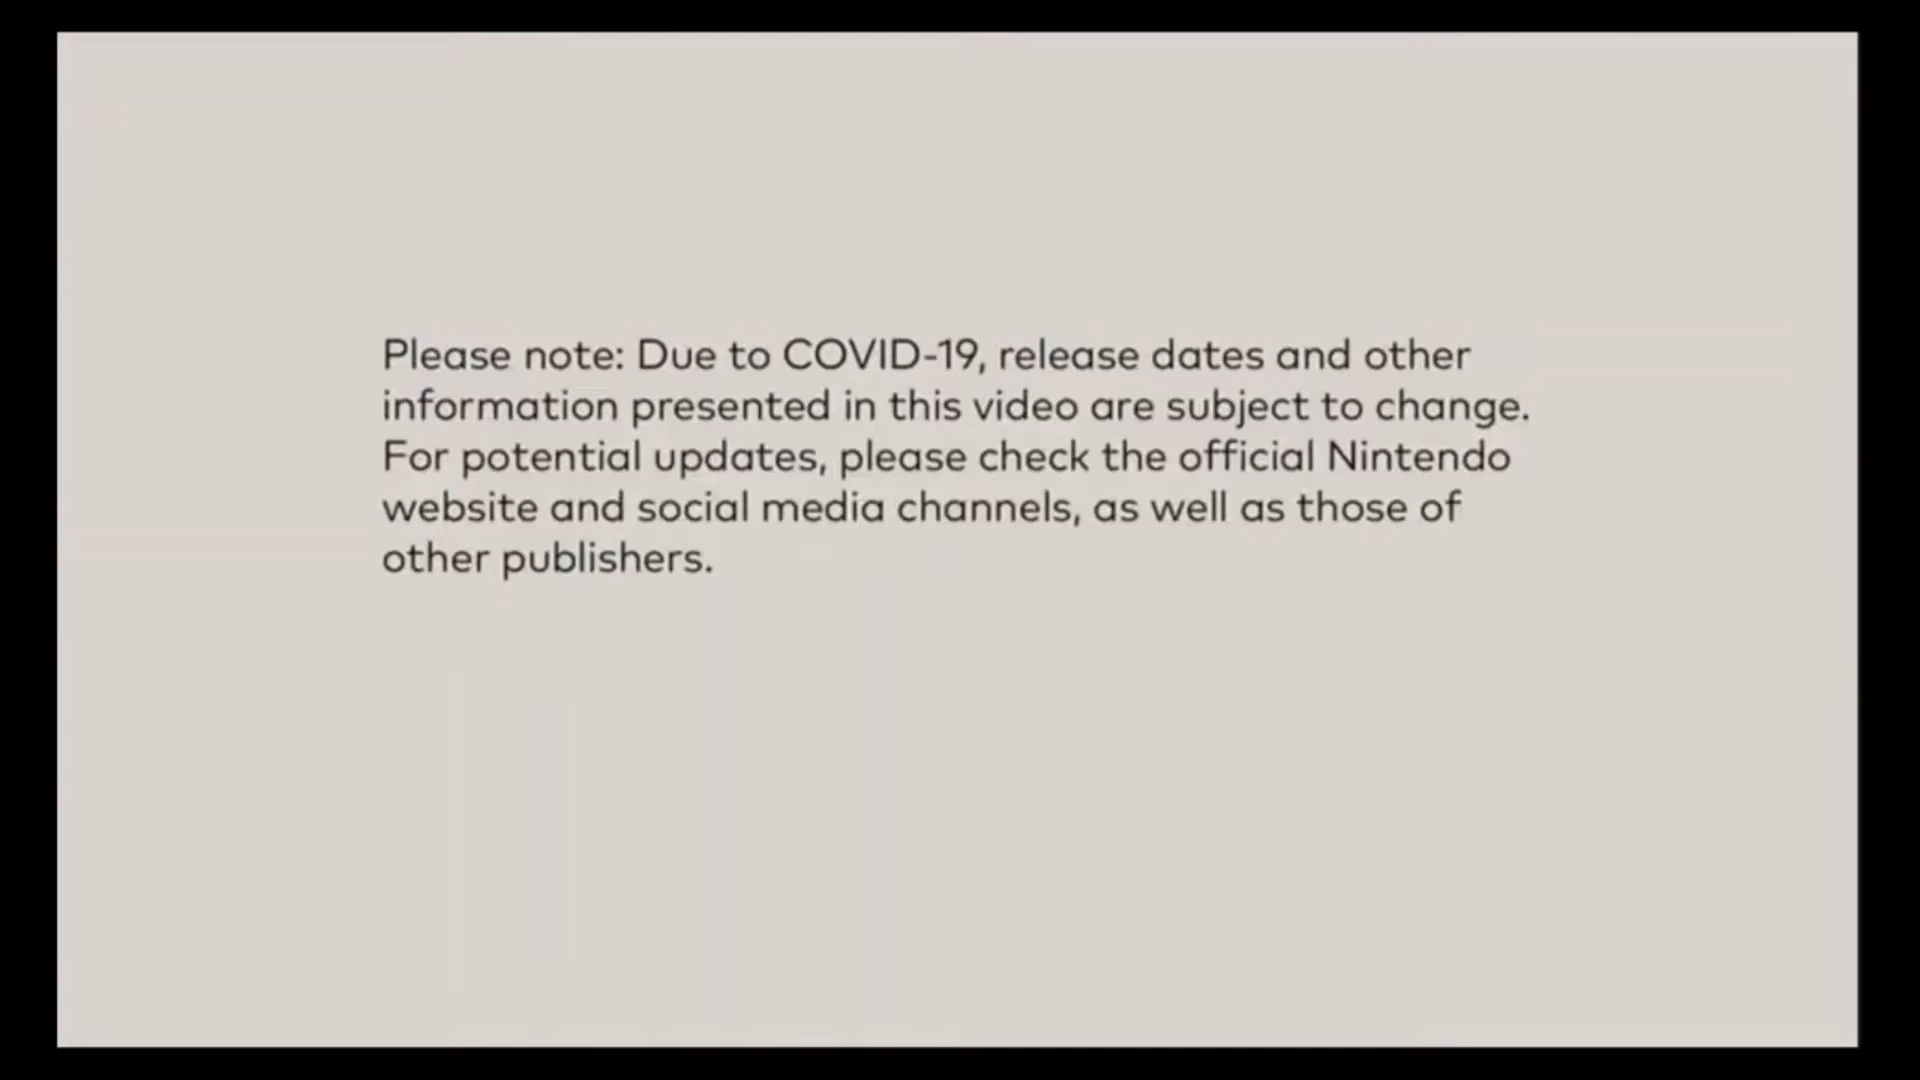 Please note: Due to COVID-19, release dates and other
information presented in this video are subject to change.
For potential updates, please check the official Nintendo
website and social media channels, as well as those of
other publishers.